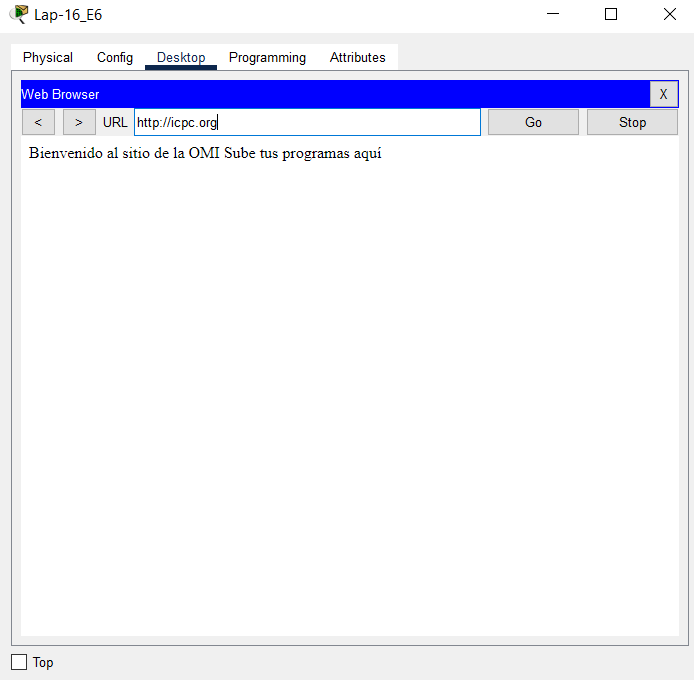 Lap-16_E6
Physical Config Desktop Programming Attributes
Web Browser X
< > URL http://icpc.org Go Stop
Bienvenido al sitio de la OMI Sube tus programas aquí
Top